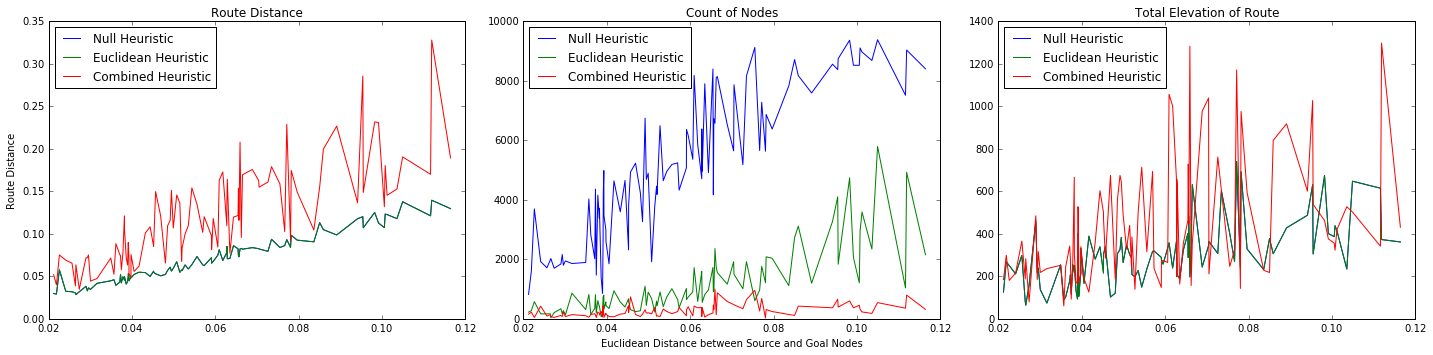 Route Distance
Null Heuristic
Euclidean Heuristic
Combined Heuristic
0.35
0.30
0.25
0.20
0.15
0.10
0.05
0.00
Route Distance
0.02 0.04 0.06 0.08 0.10 0.12
Count of Nodes
Null Heuristic
Euclidean Heuristic
Combined Heuristic
10000
8000
6000
4000
2000
0
0.02 0.04 0.06 0.08 0.10 0.12
Euclidean Distance between Source and Goal Nodes
Total Elevation of Route
Null Heuristic
Euclidean Heuristic
Combined Heuristic
1400
1200
1000
800
600
400
200
0
0.02 0.04 0.06 0.08 0.10 0.12